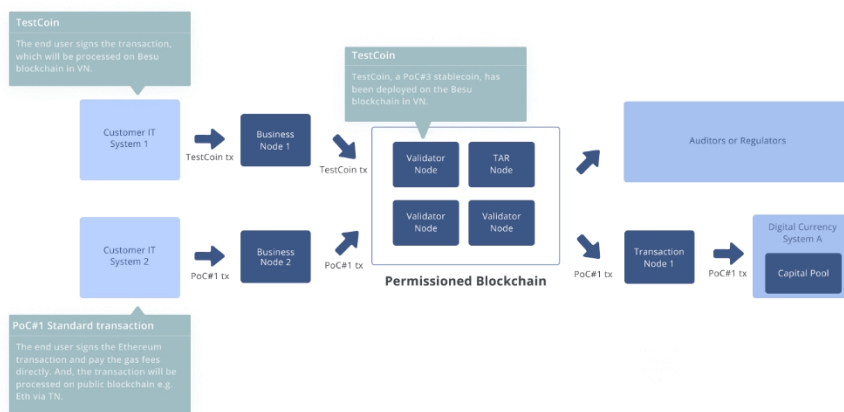 TestCoin
The end user signs the transaction,
which will be processed on Besu
blockchain in VN.
TestCoin
TestCoin, a PoC#3 stablecoin, has
been deployed on the Besu
blockchain in VN.
Customer IT
System 1
TestCoin tx
Business
Node 1
TestCoin tx
Validator
Node
TAR
Node
Validator
Node
Validator
Node
Permissioned Blockchain
Auditors or Regulators
Customer IT
System 2
PoC#1 tx
Business
Node 2
PoC#1 tx
PoC#1 tx
Transaction
Node 1
PoC#1 tx
Digital Currency
System A
Capital Pool
PoC#1 Standard transaction
The end user signs the Ethereum
transaction and pay the gas fees
directly. And, the transaction will be
processed on public blockchain e.g.
Eth via TN.